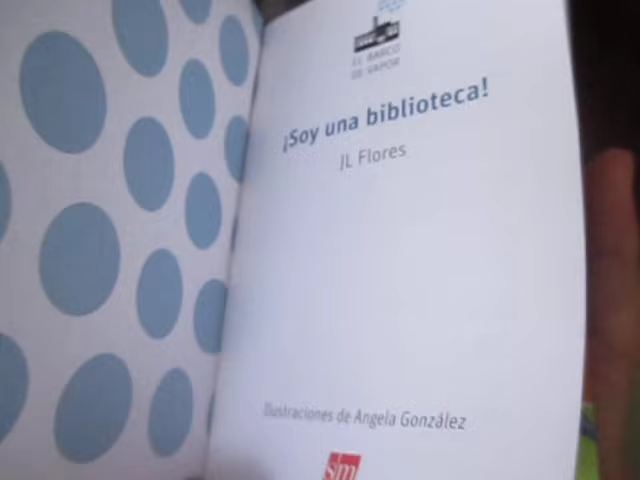 EL BARCO
DE VAPOR
¡Soy una biblioteca!
JL Flores
Ilustraciones de Angela González
sm